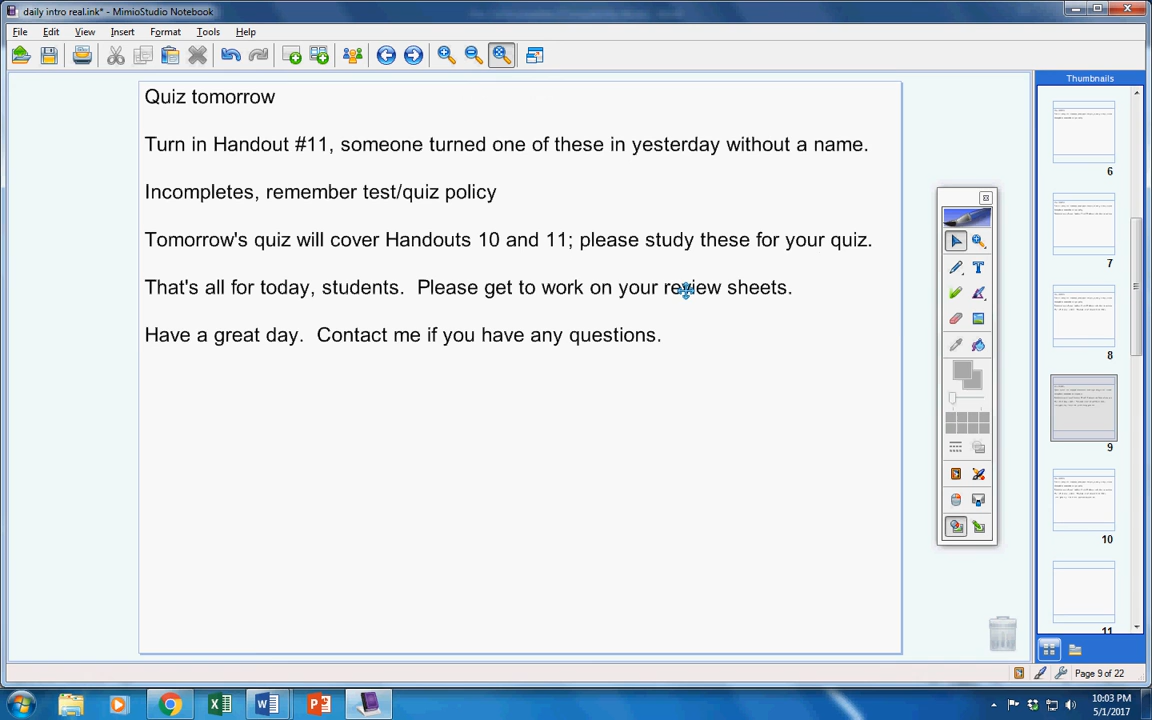 daily intro real.ink* - MimioStudio Notebook
File Edit View Insert Format Tools Help
Thumbnails
Quiz tomorrow
Turn in Handout #11, someone turned one of these in yesterday without a name.
Incompletes, remember test/quiz policy
Tomorrow's quiz will cover Handouts 10 and 11; please study these for your quiz.
That's all for today, students. Please get to work on your review sheets.
Have a great day. Contact me if you have any questions.
6
7
8
9
10
11
Page 9 of 22
10:03 PM
5/1/2017